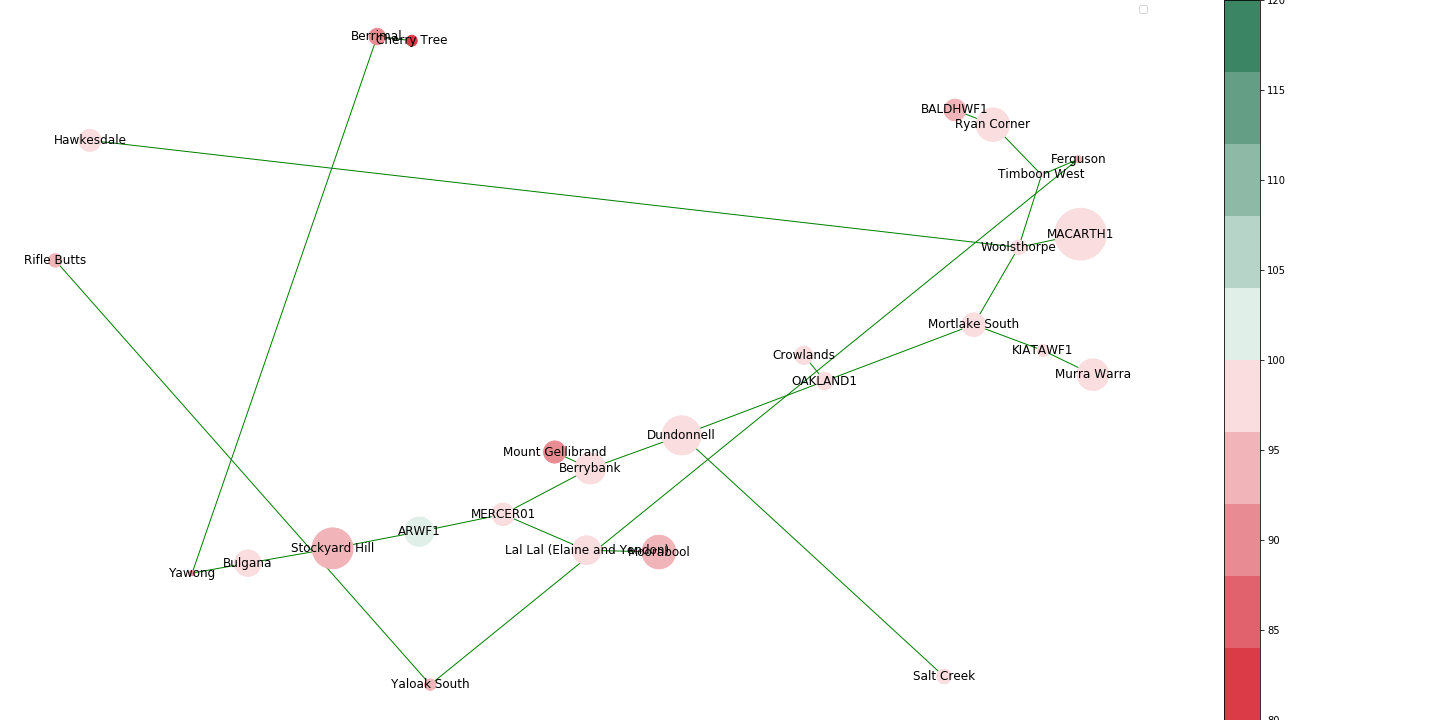 120
Berrimal
Cherry Tree
115
BALDHWF1
Ryan Corner
Hawkesdale
Ferguson
Timboon West
110
MACARTH1
Woolsthorpe
Rifle Butts
105
Mortlake South
KIATAWF1
Crowlands
100
Murra Warra
OAKLAND1
Dundonnell
95
Mount Gellibrand
Berrybank
MERCER01
ARWF1
90
Stockyard Hill
Lal Lal (Elaine and Yendon)
Moorabool
Bulgana
Yawong
85
Salt Creek
Yaloak South
80